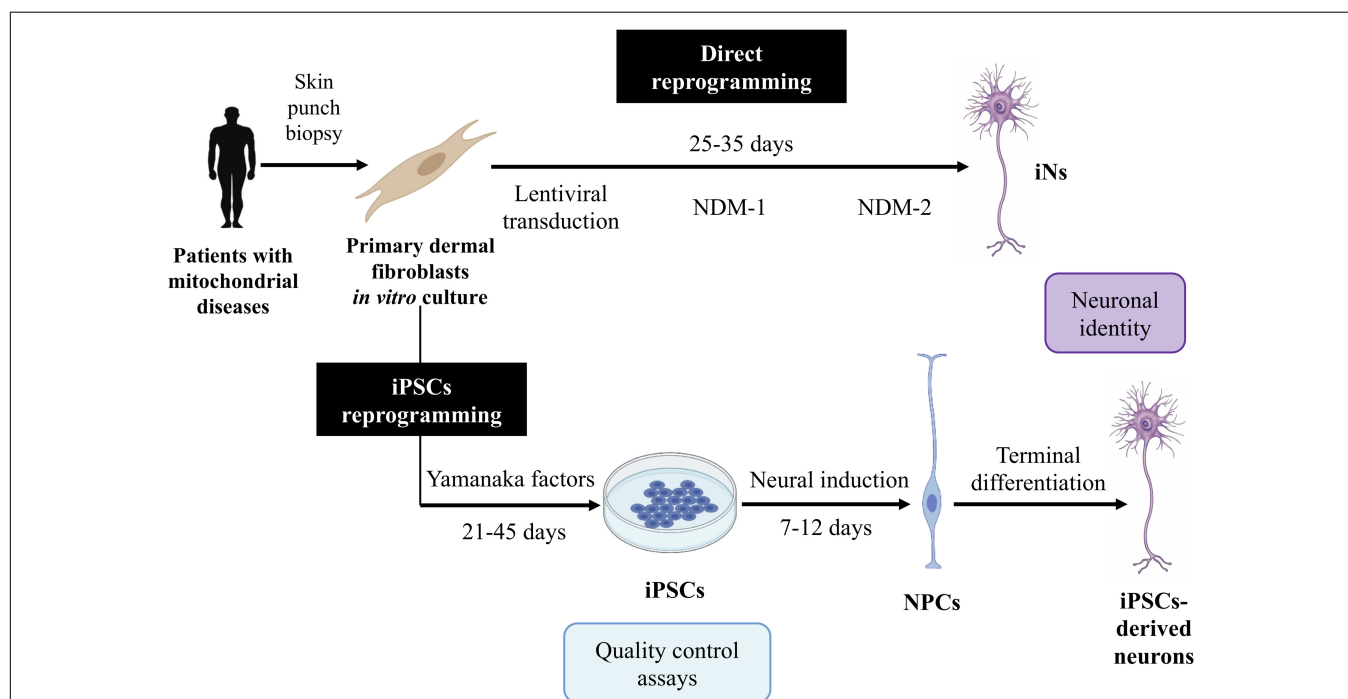 Direct
reprogramming
Skin
punch
biopsy
25-35 days
iNs
Lentiviral
transduction
NDM-1
NDM-2
Patients with
mitochondrial
diseases
Primary dermal
fibroblasts
in vitro culture
Neuronal
identity
iPSCs
reprogramming
Yamanaka factors
21-45 days
Neural induction
7-12 days
Terminal
differentiation
iPSCs
NPCs
iPSCs-
derived
neurons
Quality control
assays